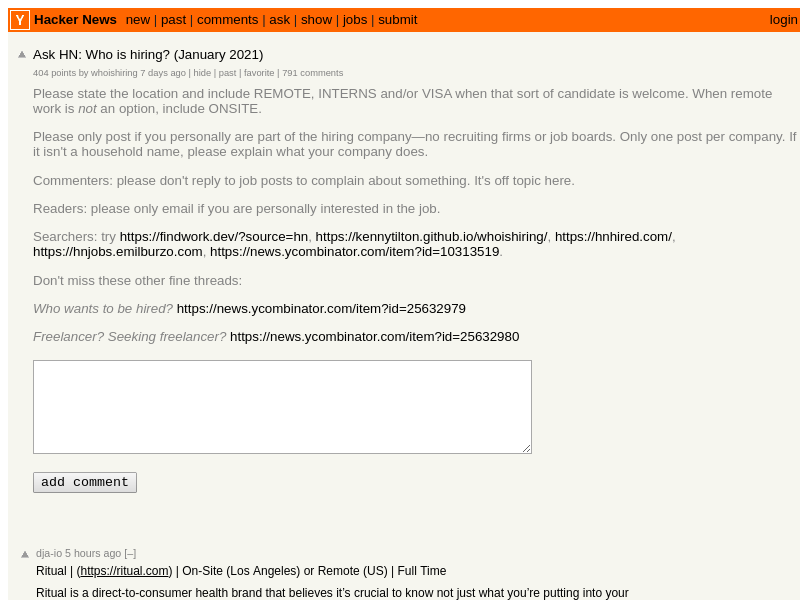 Y Hacker News new | past | comments | ask | show | jobs | submit login
Ask HN: Who is hiring? (January 2021)
404 points by whoishiring 7 days ago | hide | past | favorite | 791 comments
Please state the location and include REMOTE, INTERNS and/or VISA when that sort of candidate is welcome. When remote
work is not an option, include ONSITE.
Please only post if you personally are part of the hiring company—no recruiting firms or job boards. Only one post per company. If
it isn't a household name, please explain what your company does.
Commenters: please don't reply to job posts to complain about something. It's off topic here.
Readers: please only email if you are personally interested in the job.
Searchers: try https://findwork.dev/?source=hn, https://kennytilton.github.io/whoishiring/, https://hnhired.com/,
https://hnjobs.emilburzo.com, https://news.ycombinator.com/item?id=10313519.
Don't miss these other fine threads:
Who wants to be hired? https://news.ycombinator.com/item?id=25632979
Freelancer? Seeking freelancer? https://news.ycombinator.com/item?id=25632980
add comment
dja-io 5 hours ago [–]
Ritual | (https://ritual.com) | On-Site (Los Angeles) or Remote (US) | Full Time
Ritual is a direct-to-consumer health brand that believes it’s crucial to know not just what you’re putting into your